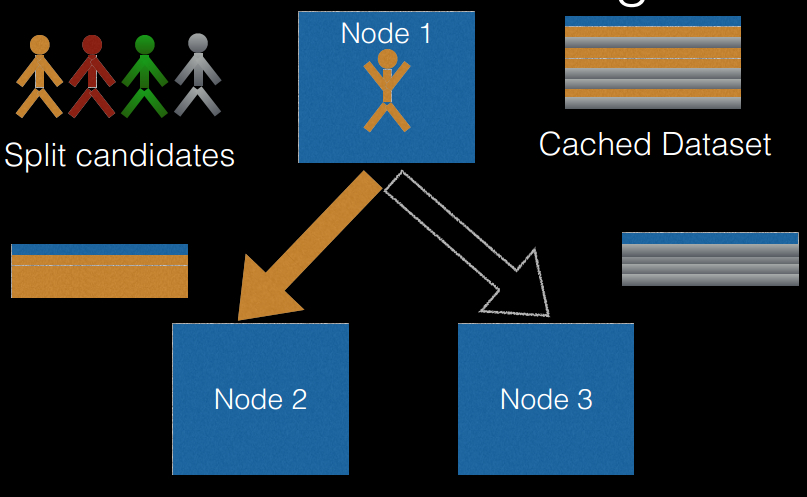 Node 1
Split candidates
Cached Dataset
Node 2
Node 3